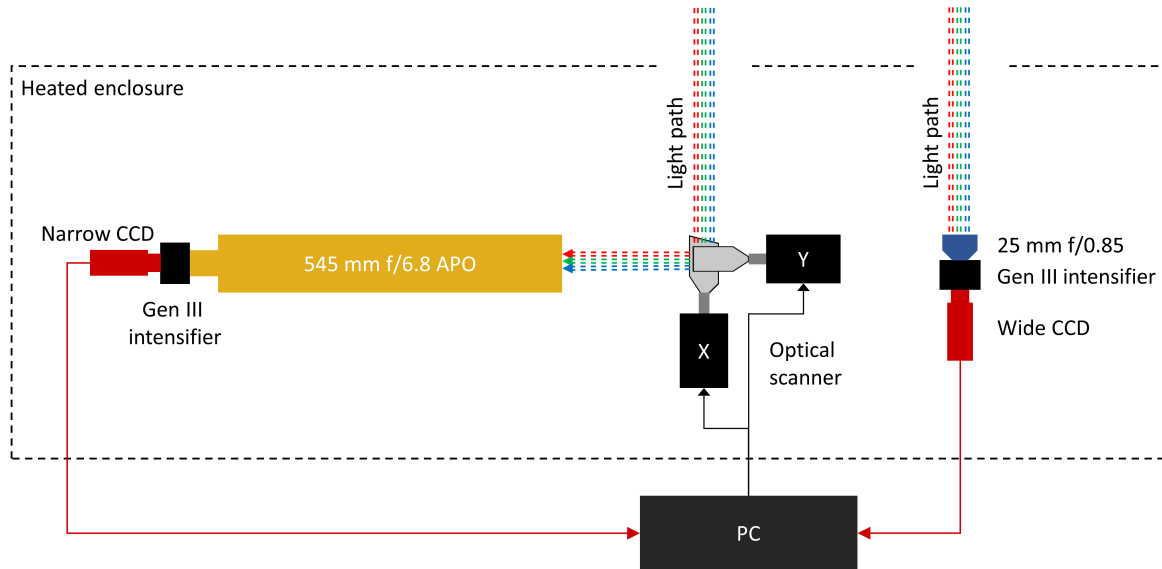 Heated enclosure
Light path
Light path
Narrow CCD
545 mm f/6.8 APO
Gen III
intensifier
Y
X
Optical
scanner
25 mm f/0.85
Gen III intensifier
Wide CCD
PC